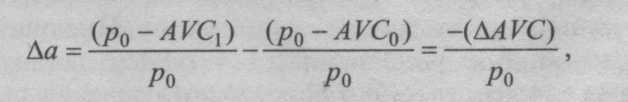 Δa = (p₀ − AVC₁)/p₀ − (p₀ − AVC₀)/p₀ = −(ΔAVC)/p₀ ,